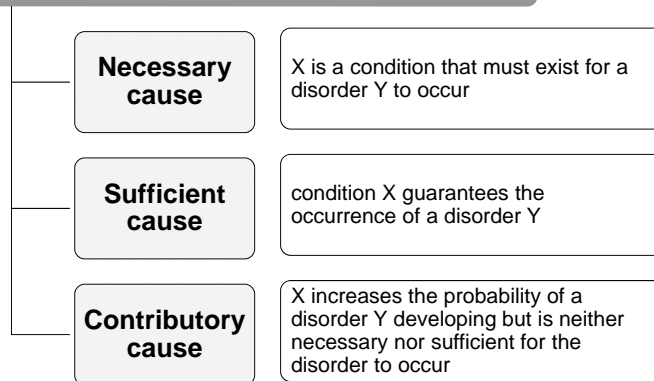 Necessary
cause
X is a condition that must exist for a
disorder Y to occur
Sufficient
cause
condition X guarantees the
occurrence of a disorder Y
Contributory
cause
X increases the probability of a
disorder Y developing but is neither
necessary nor sufficient for the
disorder to occur